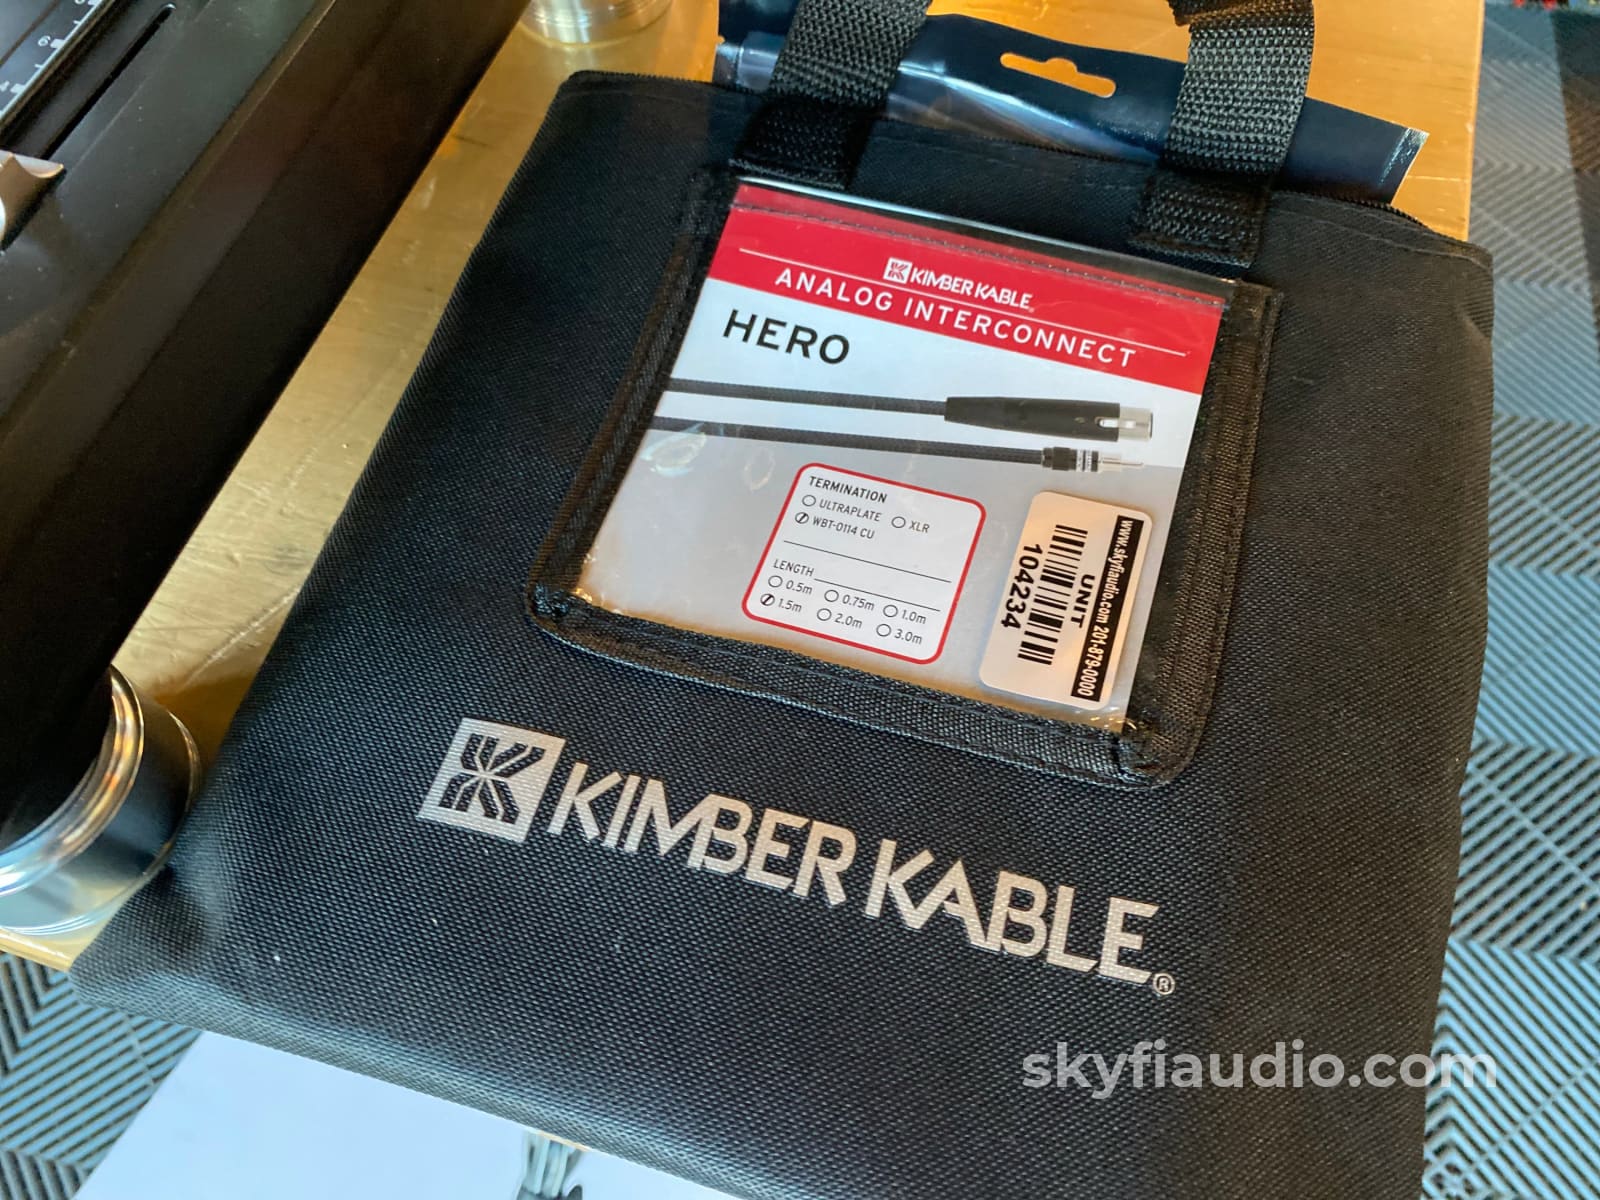 KIMBER KABLE®
ANALOG INTERCONNECT
HERO
TERMINATION
ULTRAPLATE XLR
WBT-0114 CU
LENGTH
0.5m 0.75m 1.0m
1.5m 2.0m 3.0m
www.skyfiaudio.com 201-879-0000
UNIT
104234
KIMBER KABLE®
skyfiaudio.com